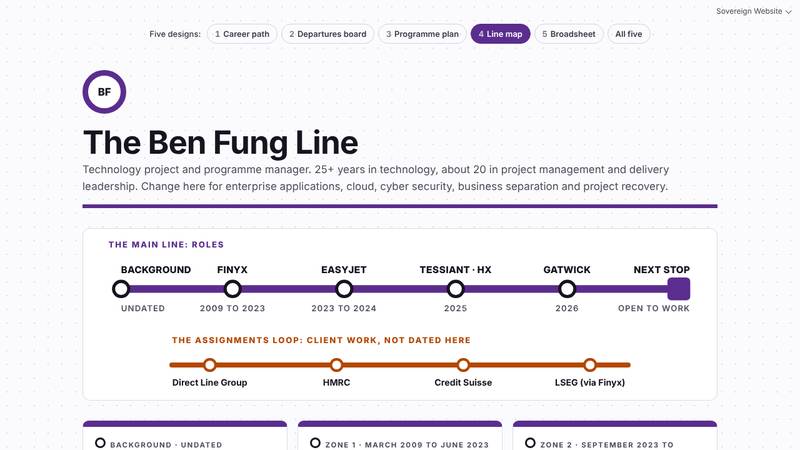 Sovereign Website
Five designs: 1 Career path 2 Departures board 3 Programme plan 4 Line map 5 Broadsheet All five
BF
The Ben Fung Line
Technology project and programme manager. 25+ years in technology, about 20 in project management and delivery
leadership. Change here for enterprise applications, cloud, cyber security, business separation and project recovery.
THE MAIN LINE: ROLES
BACKGROUND FINYX EASYJET TESSIANT · HX GATWICK NEXT STOP
UNDATED 2009 TO 2023 2023 TO 2024 2025 2026 OPEN TO WORK
THE ASSIGNMENTS LOOP: CLIENT WORK, NOT DATED HERE
Direct Line Group HMRC Credit Suisse LSEG (via Finyx)
BACKGROUND · UNDATED ZONE 1 · MARCH 2009 TO JUNE 2023 ZONE 2 · SEPTEMBER 2023 TO